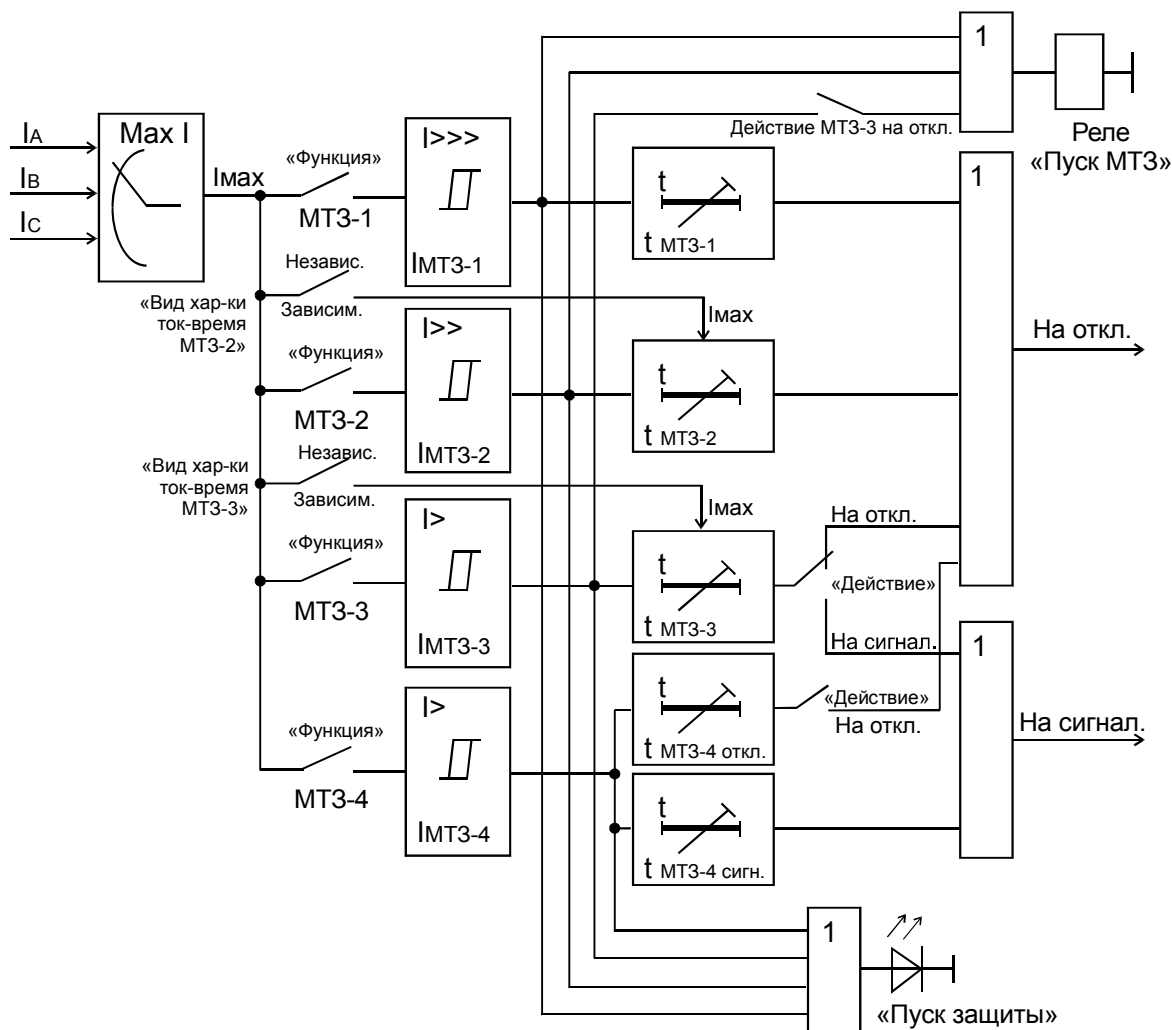 1
Действие МТЗ-3 на откл.
Реле
«Пуск МТЗ»
IA
IB
IC
Max I
Iмах
«Функция»
МТЗ-1
I>>>
IМТЗ-1
t
t МТЗ-1
1
На откл.
Независ.
Зависим.
«Вид хар-ки
ток-время
МТЗ-2»
«Функция»
МТЗ-2
I>>
IМТЗ-2
Iмах
t
t МТЗ-2
Независ.
Зависим.
«Вид хар-ки
ток-время
МТЗ-3»
«Функция»
МТЗ-3
I>
IМТЗ-3
Iмах
t
t МТЗ-3
На откл.
«Действие»
На сигнал.
1
На сигнал.
«Функция»
МТЗ-4
I>
IМТЗ-4
t
t МТЗ-4 откл.
«Действие»
На откл.
t
t МТЗ-4 сигн.
1
«Пуск защиты»